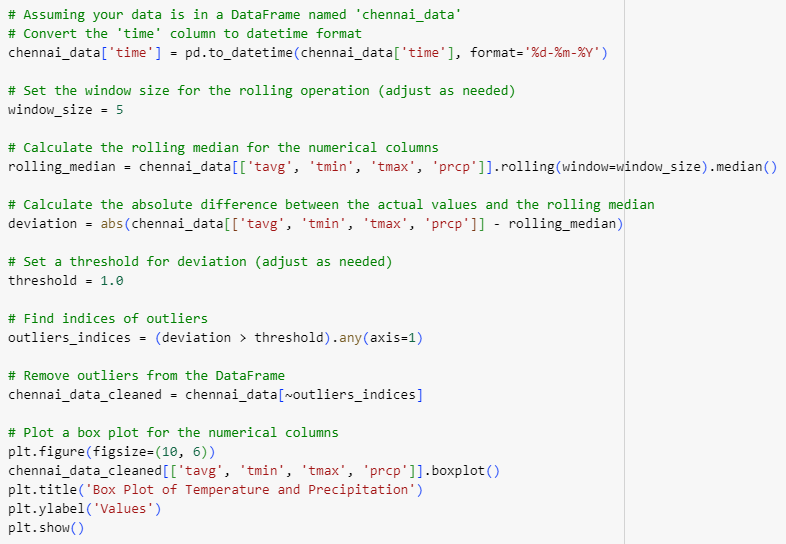 # Assuming your data is in a DataFrame named 'chennai_data'
# Convert the 'time' column to datetime format
chennai_data['time'] = pd.to_datetime(chennai_data['time'], format='%d-%m-%Y')
# Set the window size for the rolling operation (adjust as needed)
window_size = 5
# Calculate the rolling median for the numerical columns
rolling_median = chennai_data[['tavg', 'tmin', 'tmax', 'prcp']].rolling(window=window_size).median()
# Calculate the absolute difference between the actual values and the rolling median
deviation = abs(chennai_data[['tavg', 'tmin', 'tmax', 'prcp']] - rolling_median)
# Set a threshold for deviation (adjust as needed)
threshold = 1.0
# Find indices of outliers
outliers_indices = (deviation > threshold).any(axis=1)
# Remove outliers from the DataFrame
chennai_data_cleaned = chennai_data[~outliers_indices]
# Plot a box plot for the numerical columns
plt.figure(figsize=(10, 6))
chennai_data_cleaned[['tavg', 'tmin', 'tmax', 'prcp']].boxplot()
plt.title('Box Plot of Temperature and Precipitation')
plt.ylabel('Values')
plt.show()